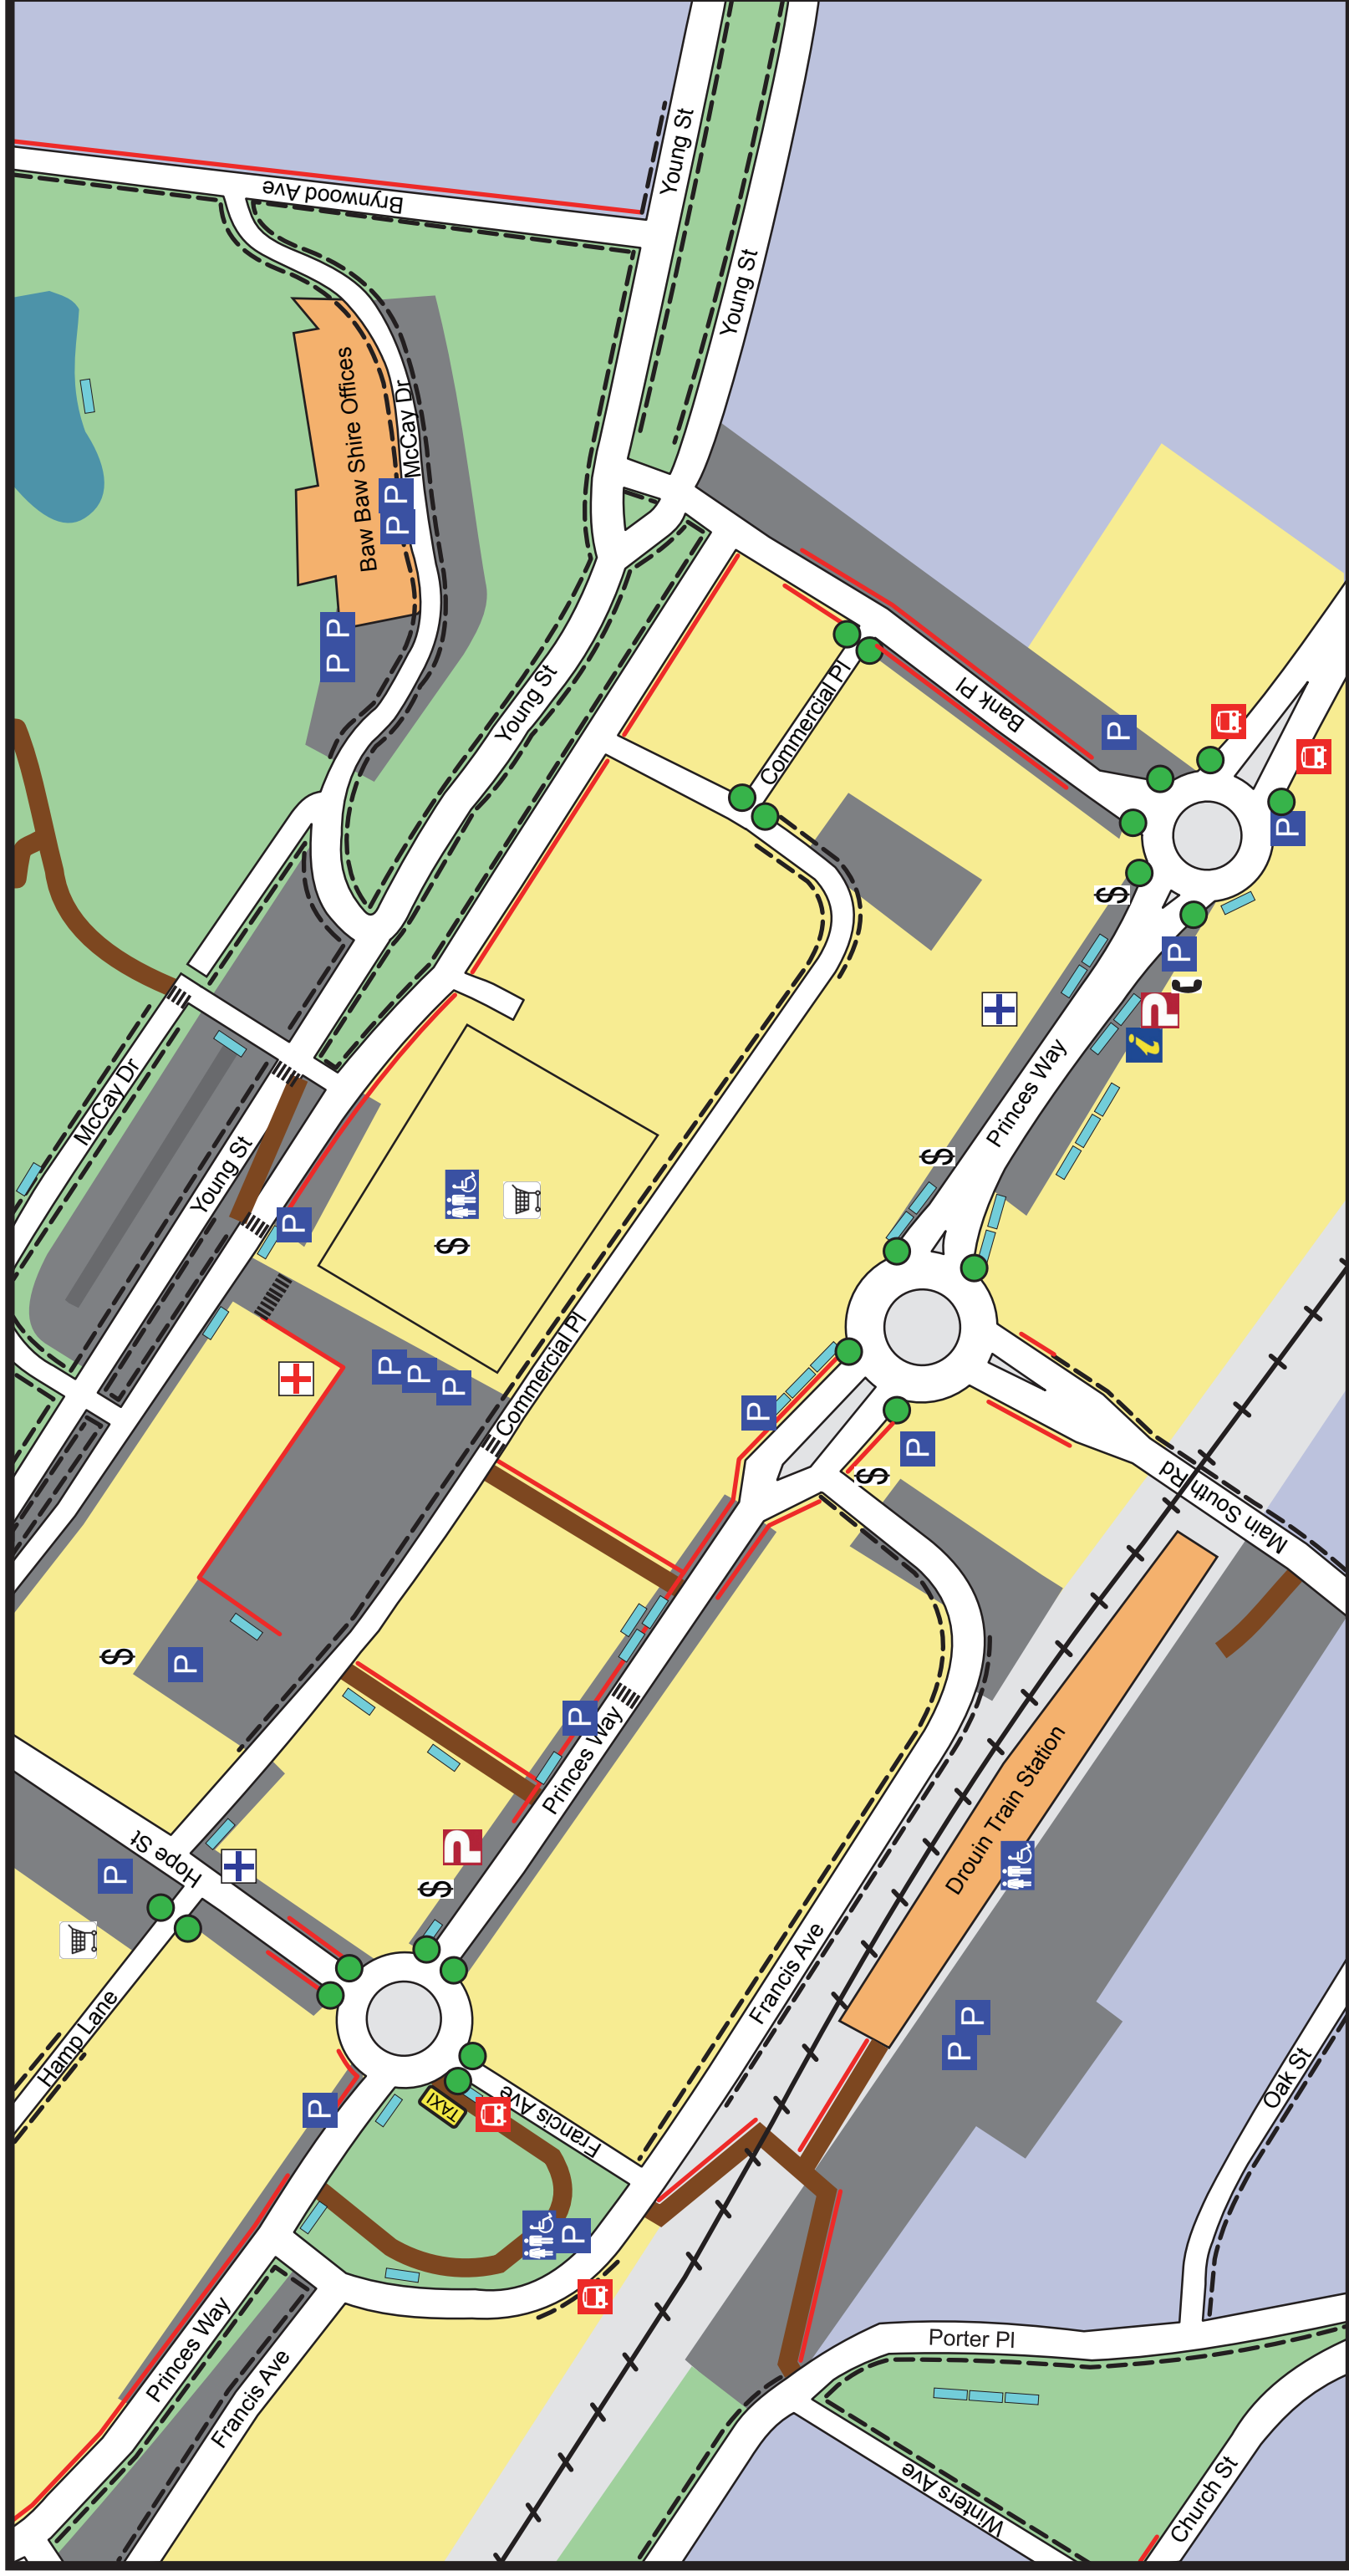 Young St
Brynwood Ave
Young St
Baw Baw Shire Offices
McCay Dr
P
P
P
P
Young St
Commercial Pl
Bank Pl
P
P
$
P
i
McCay Dr
Young St
P
$
Princes Way
$
Commercial Pl
P
P
P
P
P
$
Main South Rd
$
P
P
Princes Way
Drouin Train Station
Hope St
P
$
Francis Ave
Hamp Lane
P
TAXI
Francis Ave
P
P
P
Oak St
Princes Way
Francis Ave
Porter Pl
Winters Ave
Church St